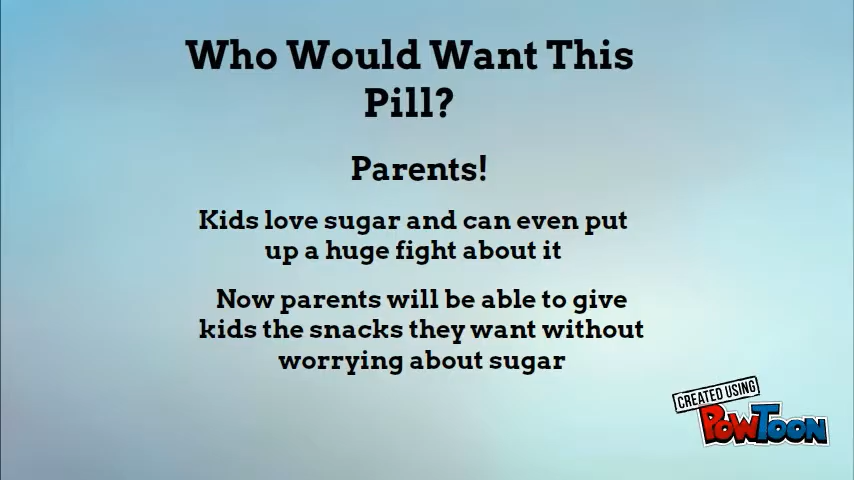 Who Would Want This
Pill?
Parents!
Kids love sugar and can even put
up a huge fight about it
Now parents will be able to give
kids the snacks they want without
worrying about sugar
CREATED USING
POWTOON